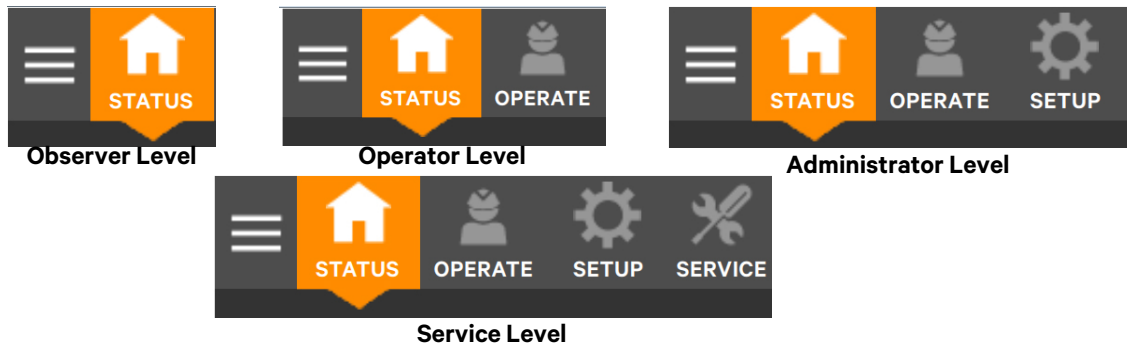 STATUS
Observer Level
STATUS OPERATE
Operator Level
STATUS OPERATE SETUP
Administrator Level
STATUS OPERATE SETUP SERVICE
Service Level